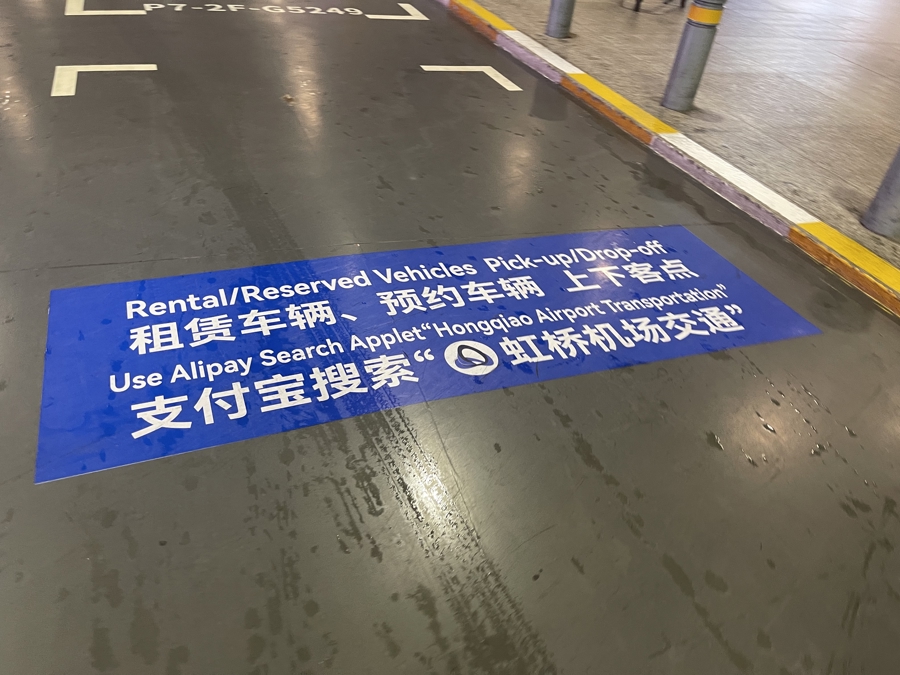 P7-2F-G5249
Rental/Reserved Vehicles Pick-up/Drop-off
租赁车辆、预约车辆 上下客点
Use Alipay Search Applet“Hongqiao Airport Transportation”
支付宝搜索“虹桥机场交通”